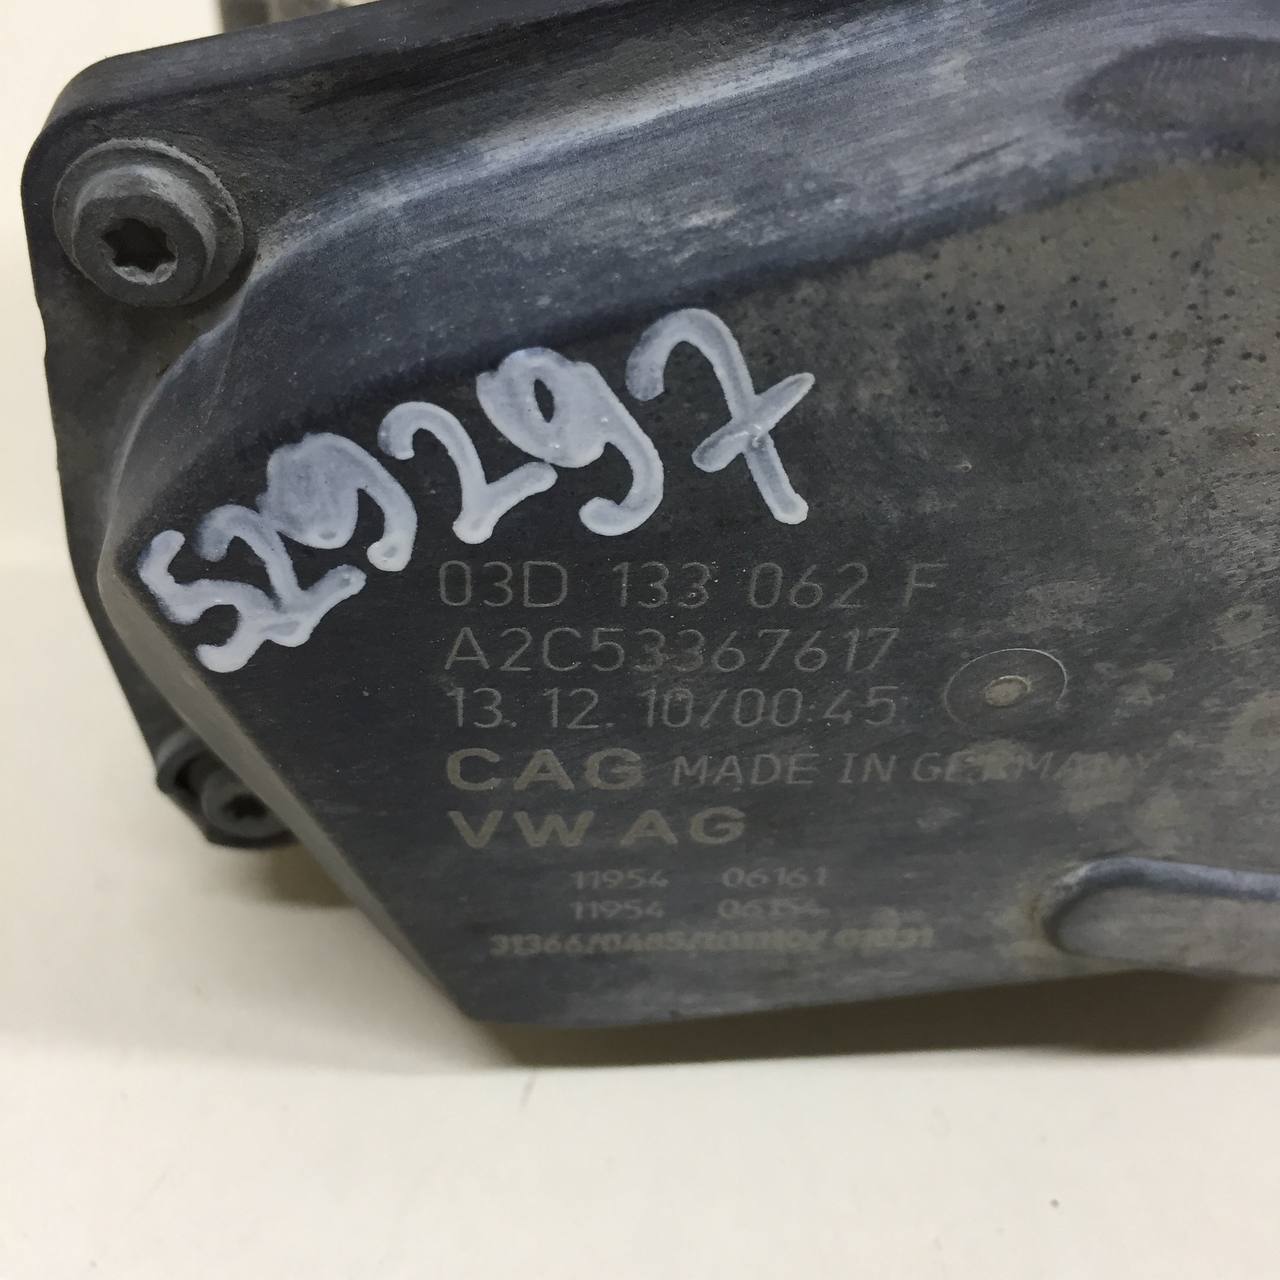 529297
03D 133 062 F
A2C53367617
13. 12. 10/00:45
CAG MADE IN GERMANY
VW AG
11954 06161
11954